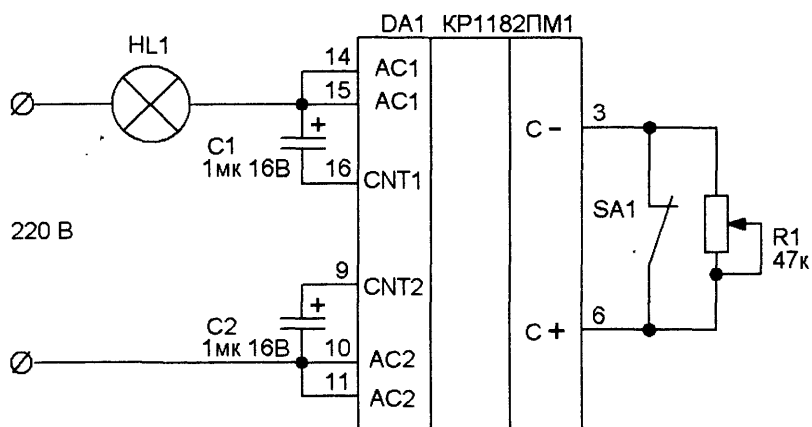 DA1 КР1182ПМ1
HL1
14
AC1
15
AC1
C1
1мк 16В
+
16
CNT1
C-
3
SA1
R1
47к
220 В
9
CNT2
C2
1мк 16В
+
10
AC2
11
AC2
C+
6